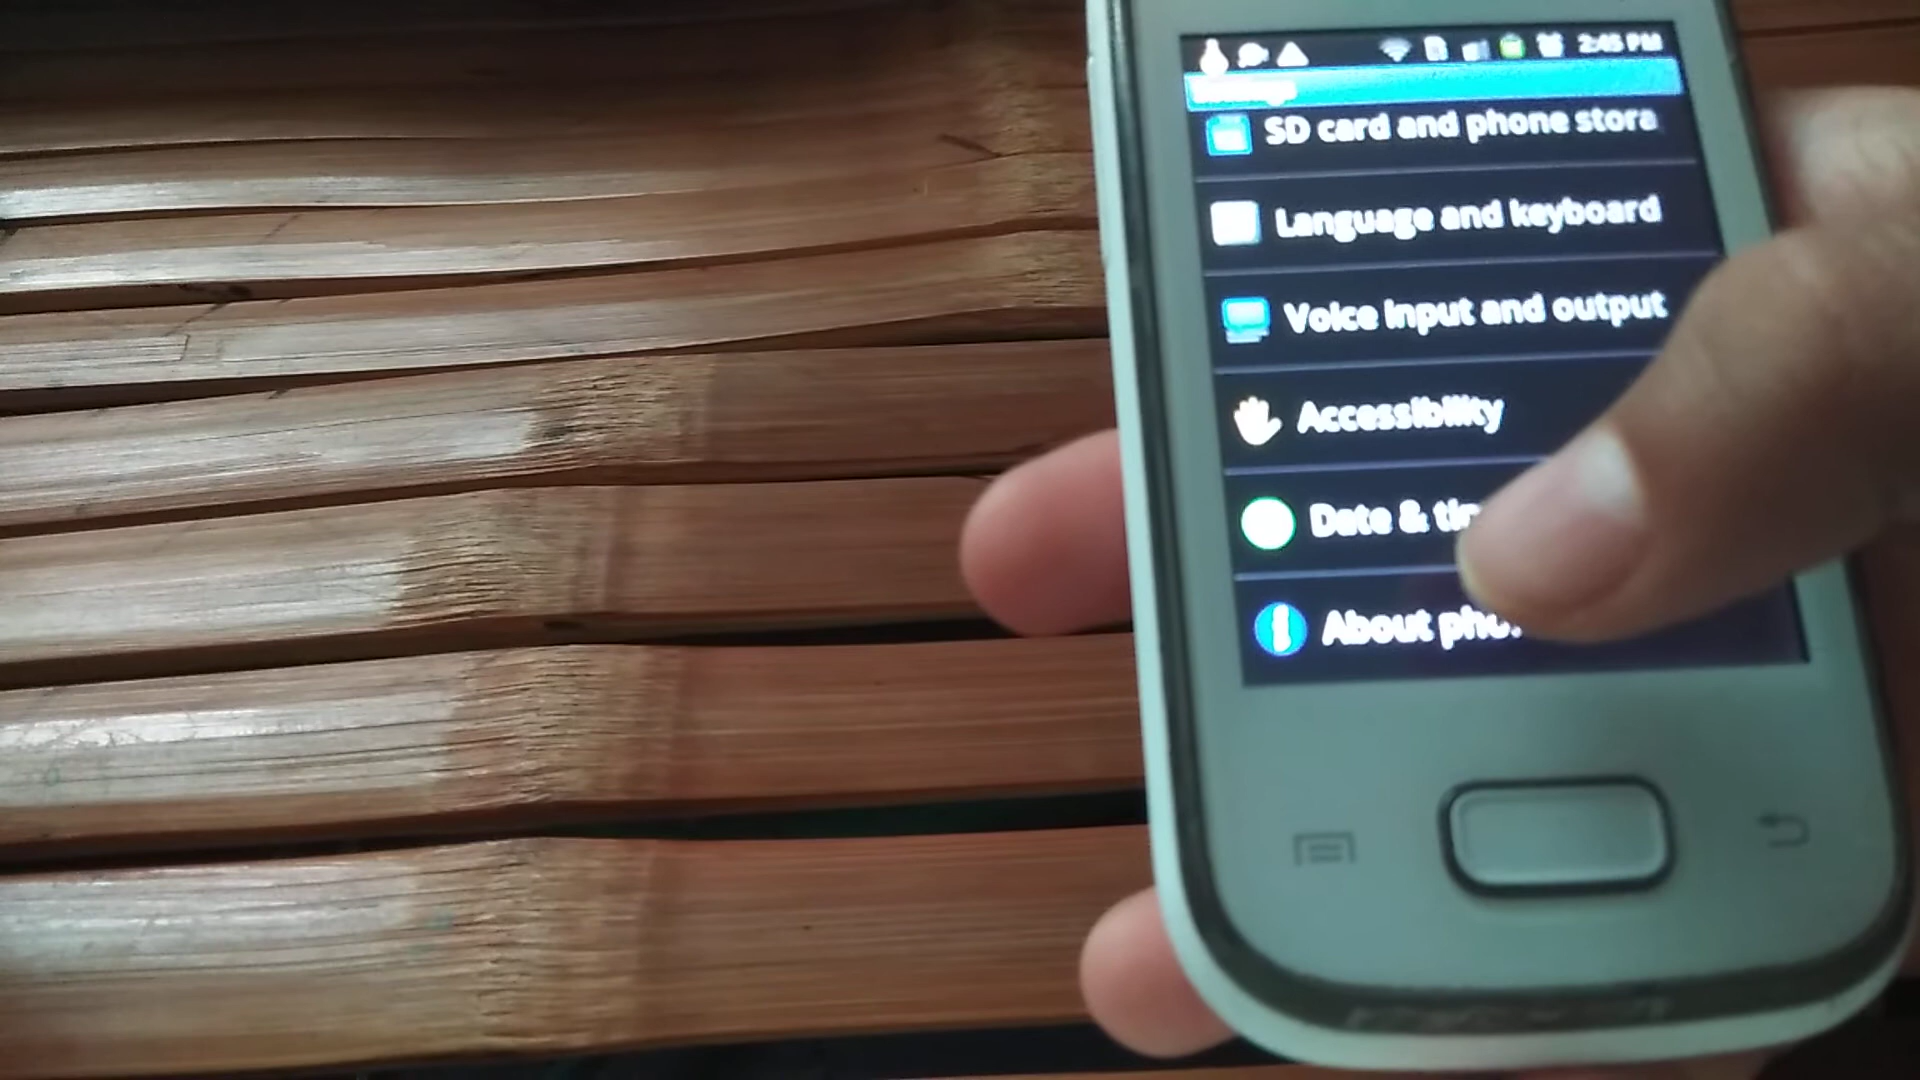 2:45 PM
Settings
SD card and phone stora
Language and keyboard
Voice input and output
Accessibility
Date & ti
About pho